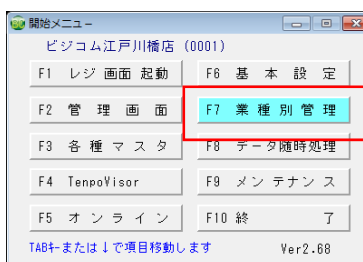 開始メニュー
ビジコム江戸川橋店 (0001)
F1 レジ 画面 起動
F6 基 本 設 定
F2 管 理 画 面
F7 業 種 別 管 理
F3 各 種 マ ス タ
F8 データ随時処理
F4 TenpoVisor
F9 メン テナン ス
F5 オ ン ラ イ ン
F10 終 了
TABキーまたは↓で項目移動します
Ver2.68